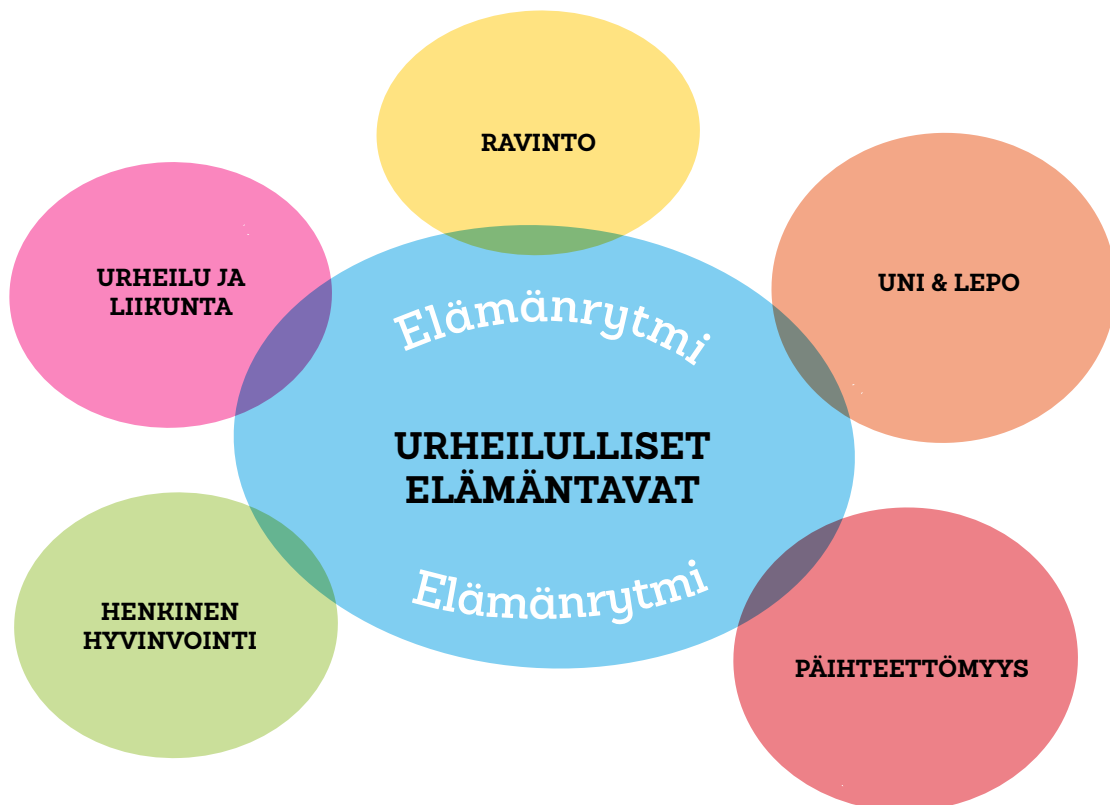 RAVINTO
URHEILU JA
LIIKUNTA
UNI & LEPO
Elämänrytmi
URHEILULLISET
ELÄMÄNTAVAT
Elämänrytmi
HENKINEN
HYVINVOINTI
PÄIHTEETTÖMYYS